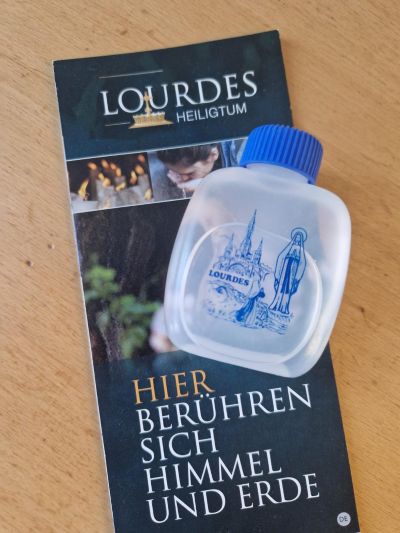 LOURDES
HEILIGTUM
LOURDES
HIER
BERÜHREN
SICH
HIMMEL
UND ERDE
DE